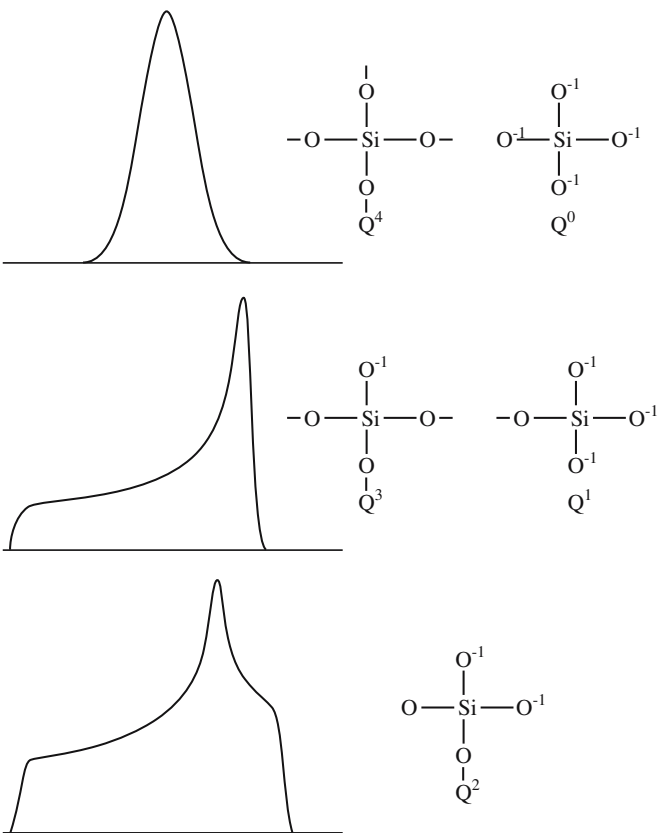 O O⁻¹
–O–Si–O– O⁻¹–Si–O⁻¹
O O⁻¹
Q⁴ Q⁰
O⁻¹ O⁻¹
–O–Si–O– –O–Si–O⁻¹
O O⁻¹
Q³ Q¹
O⁻¹
O–Si–O⁻¹
O
Q²